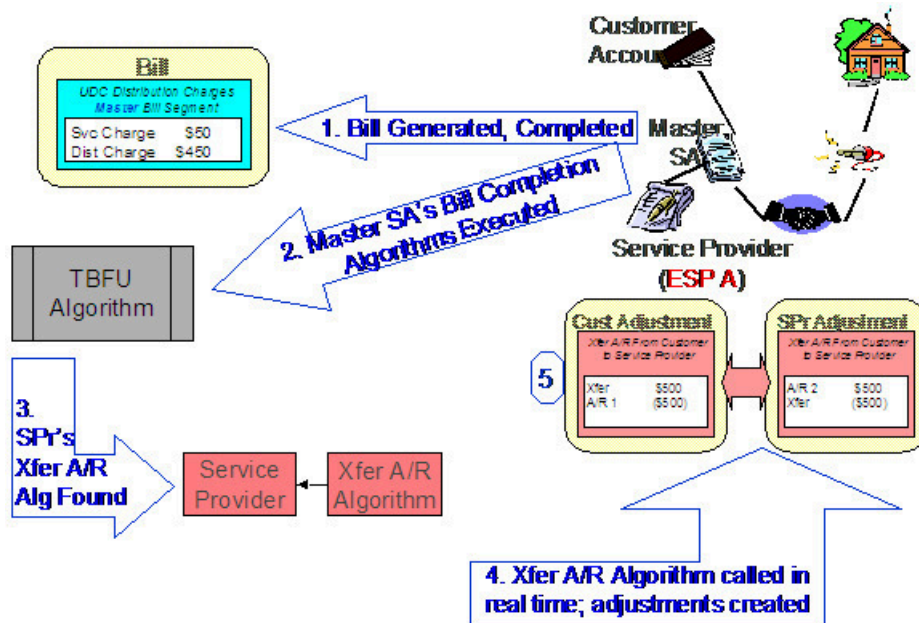 Customer
Account
Bill
UDC Distribution Charges
Master Bill Segment
Svc Charge $50
Dist Charge $450
1. Bill Generated, Completed
Master
SA
2. Master SA's Bill Completion
Algorithms Executed
Service Provider
(ESP A)
TBFU
Algorithm
Cust Adjustment
Xfer A/R From Customer
to Service Provider
Xfer $500
A/R 1 ($500)
SPr Adjustment
Xfer A/R From Customer
to Service Provider
A/R 2 $500
Xfer ($500)
5
3.
SPr's
Xfer A/R
Alg Found
Service
Provider
Xfer A/R
Algorithm
4. Xfer A/R Algorithm called in
real time; adjustments created